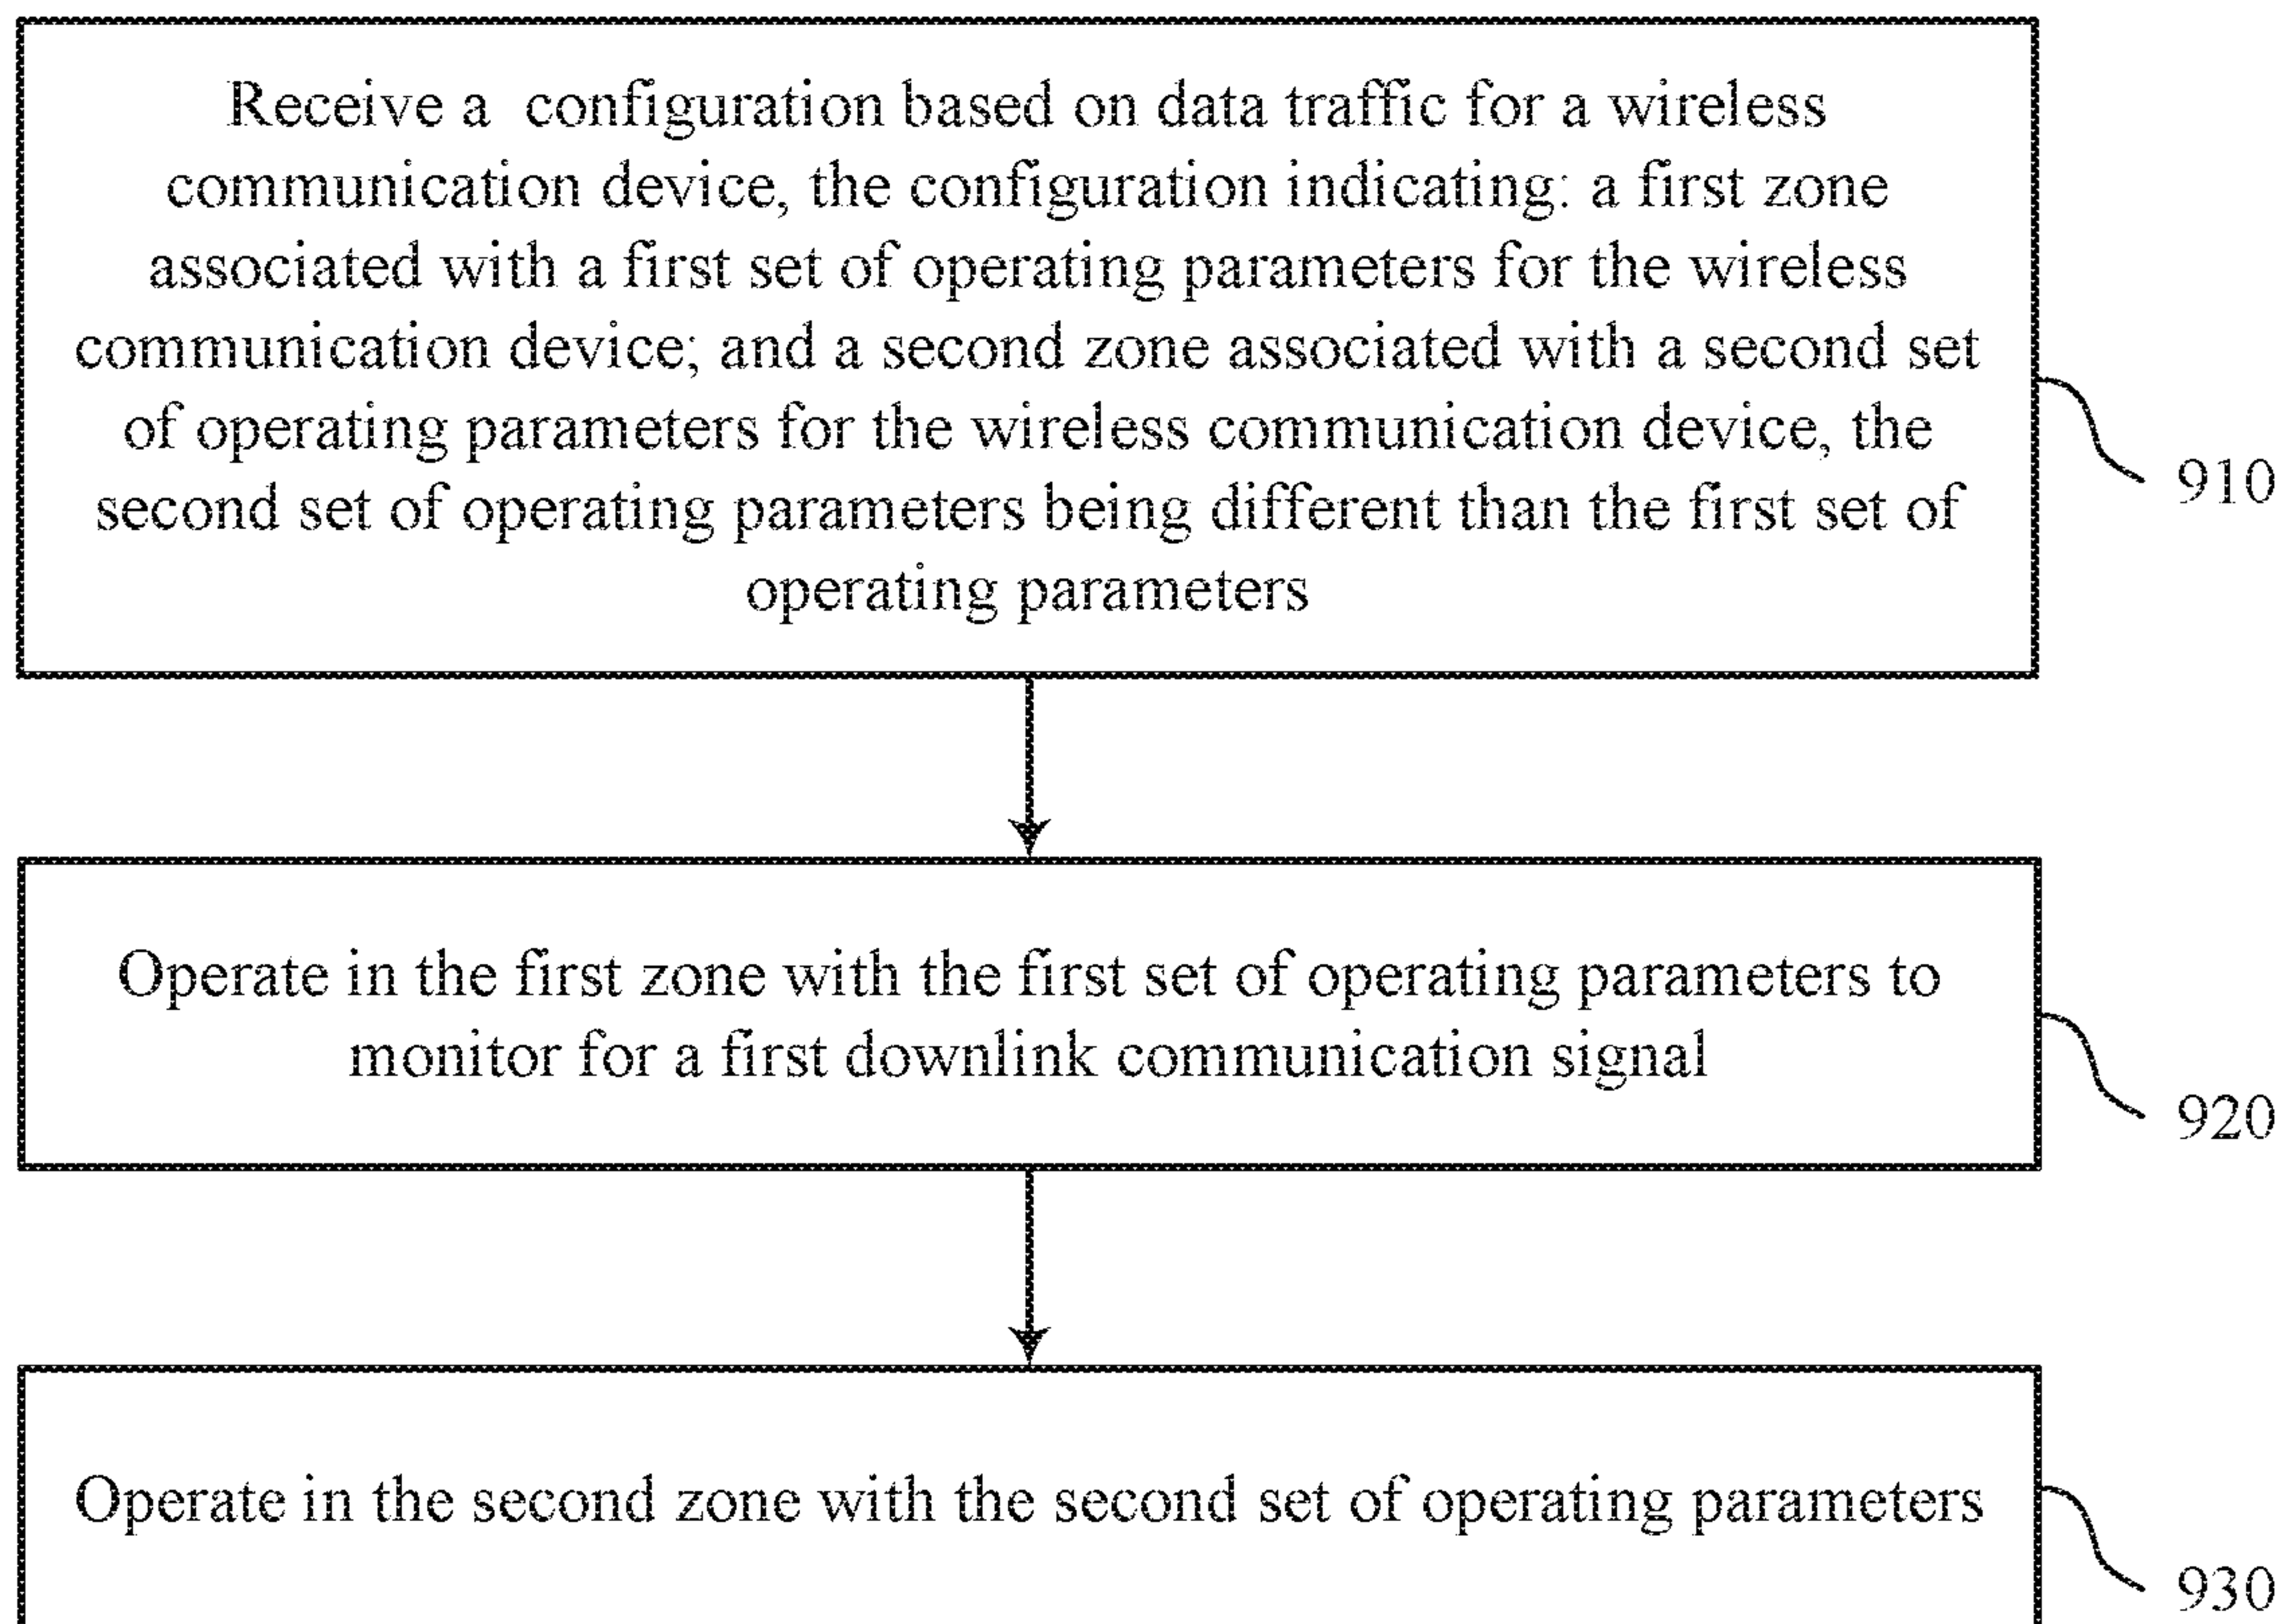 Receive a configuration based on data traffic for a wireless
communication device, the configuration indicating: a first zone
associated with a first set of operating parameters for the wireless
communication device; and a second zone associated with a second set
of operating parameters for the wireless communication device, the
second set of operating parameters being different than the first set of
operating parameters
910
Operate in the first zone with the first set of operating parameters to
monitor for a first downlink communication signal
920
Operate in the second zone with the second set of operating parameters
930